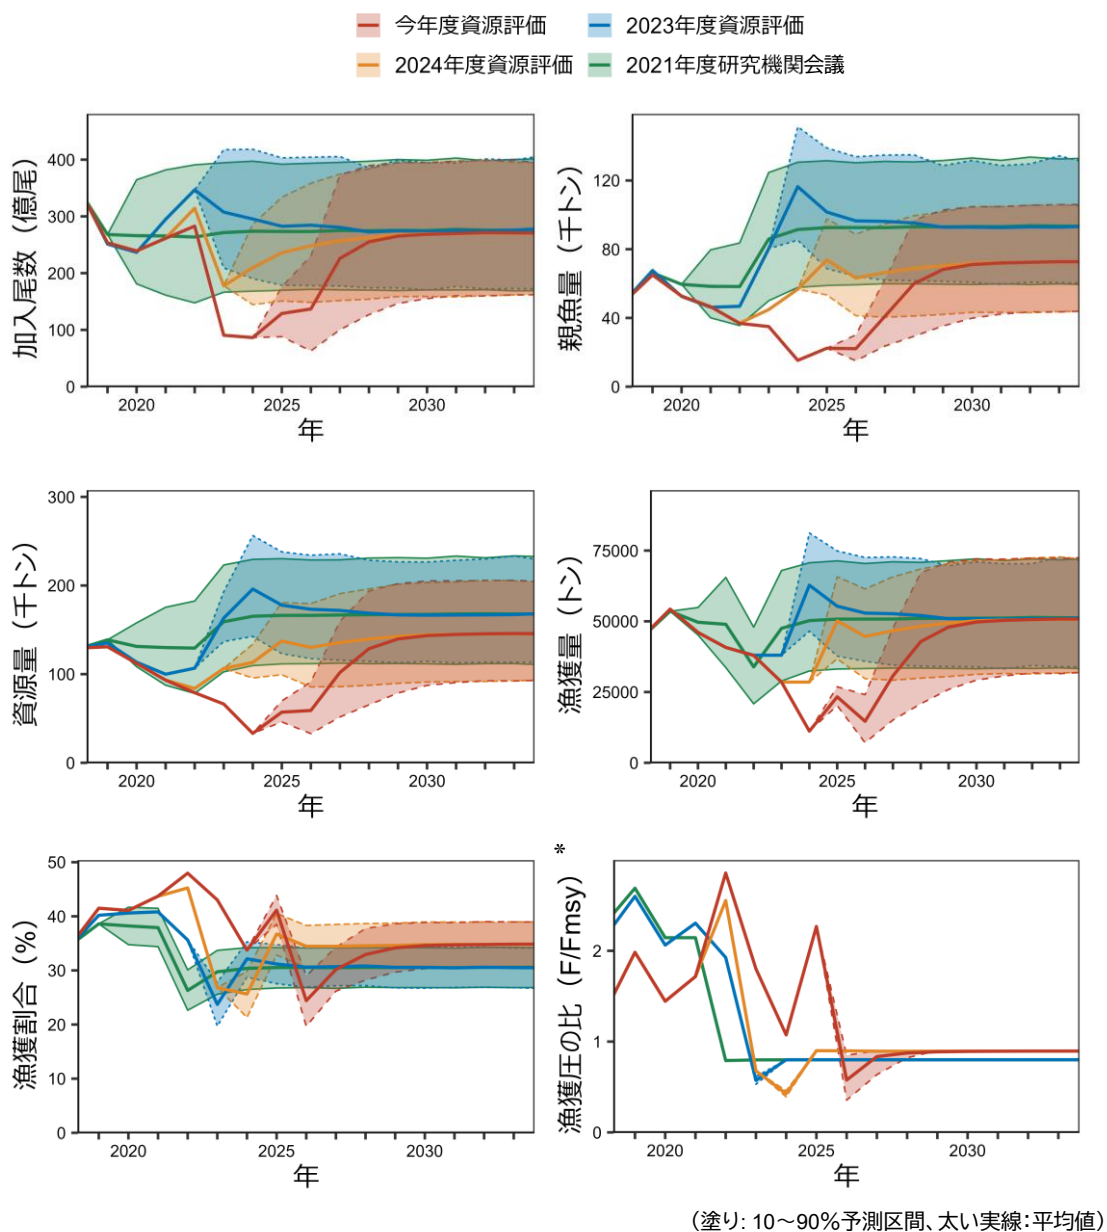 今年度資源評価
2023年度資源評価
2024年度資源評価
2021年度研究機関会議
加入尾数（億尾）
400
300
200
100
0
2020
2025
2030
年
親魚量（千トン）
120
80
40
0
2020
2025
2030
年
資源量（千トン）
300
200
100
0
2020
2025
2030
年
漁獲量（トン）
75000
50000
25000
0
2020
2025
2030
年
漁獲割合（%）
50
40
30
20
10
0
2020
2025
2030
年
*
漁獲圧の比（F/Fmsy）
2
1
0
2020
2025
2030
年
（塗り: 10～90%予測区間、太い実線：平均値）